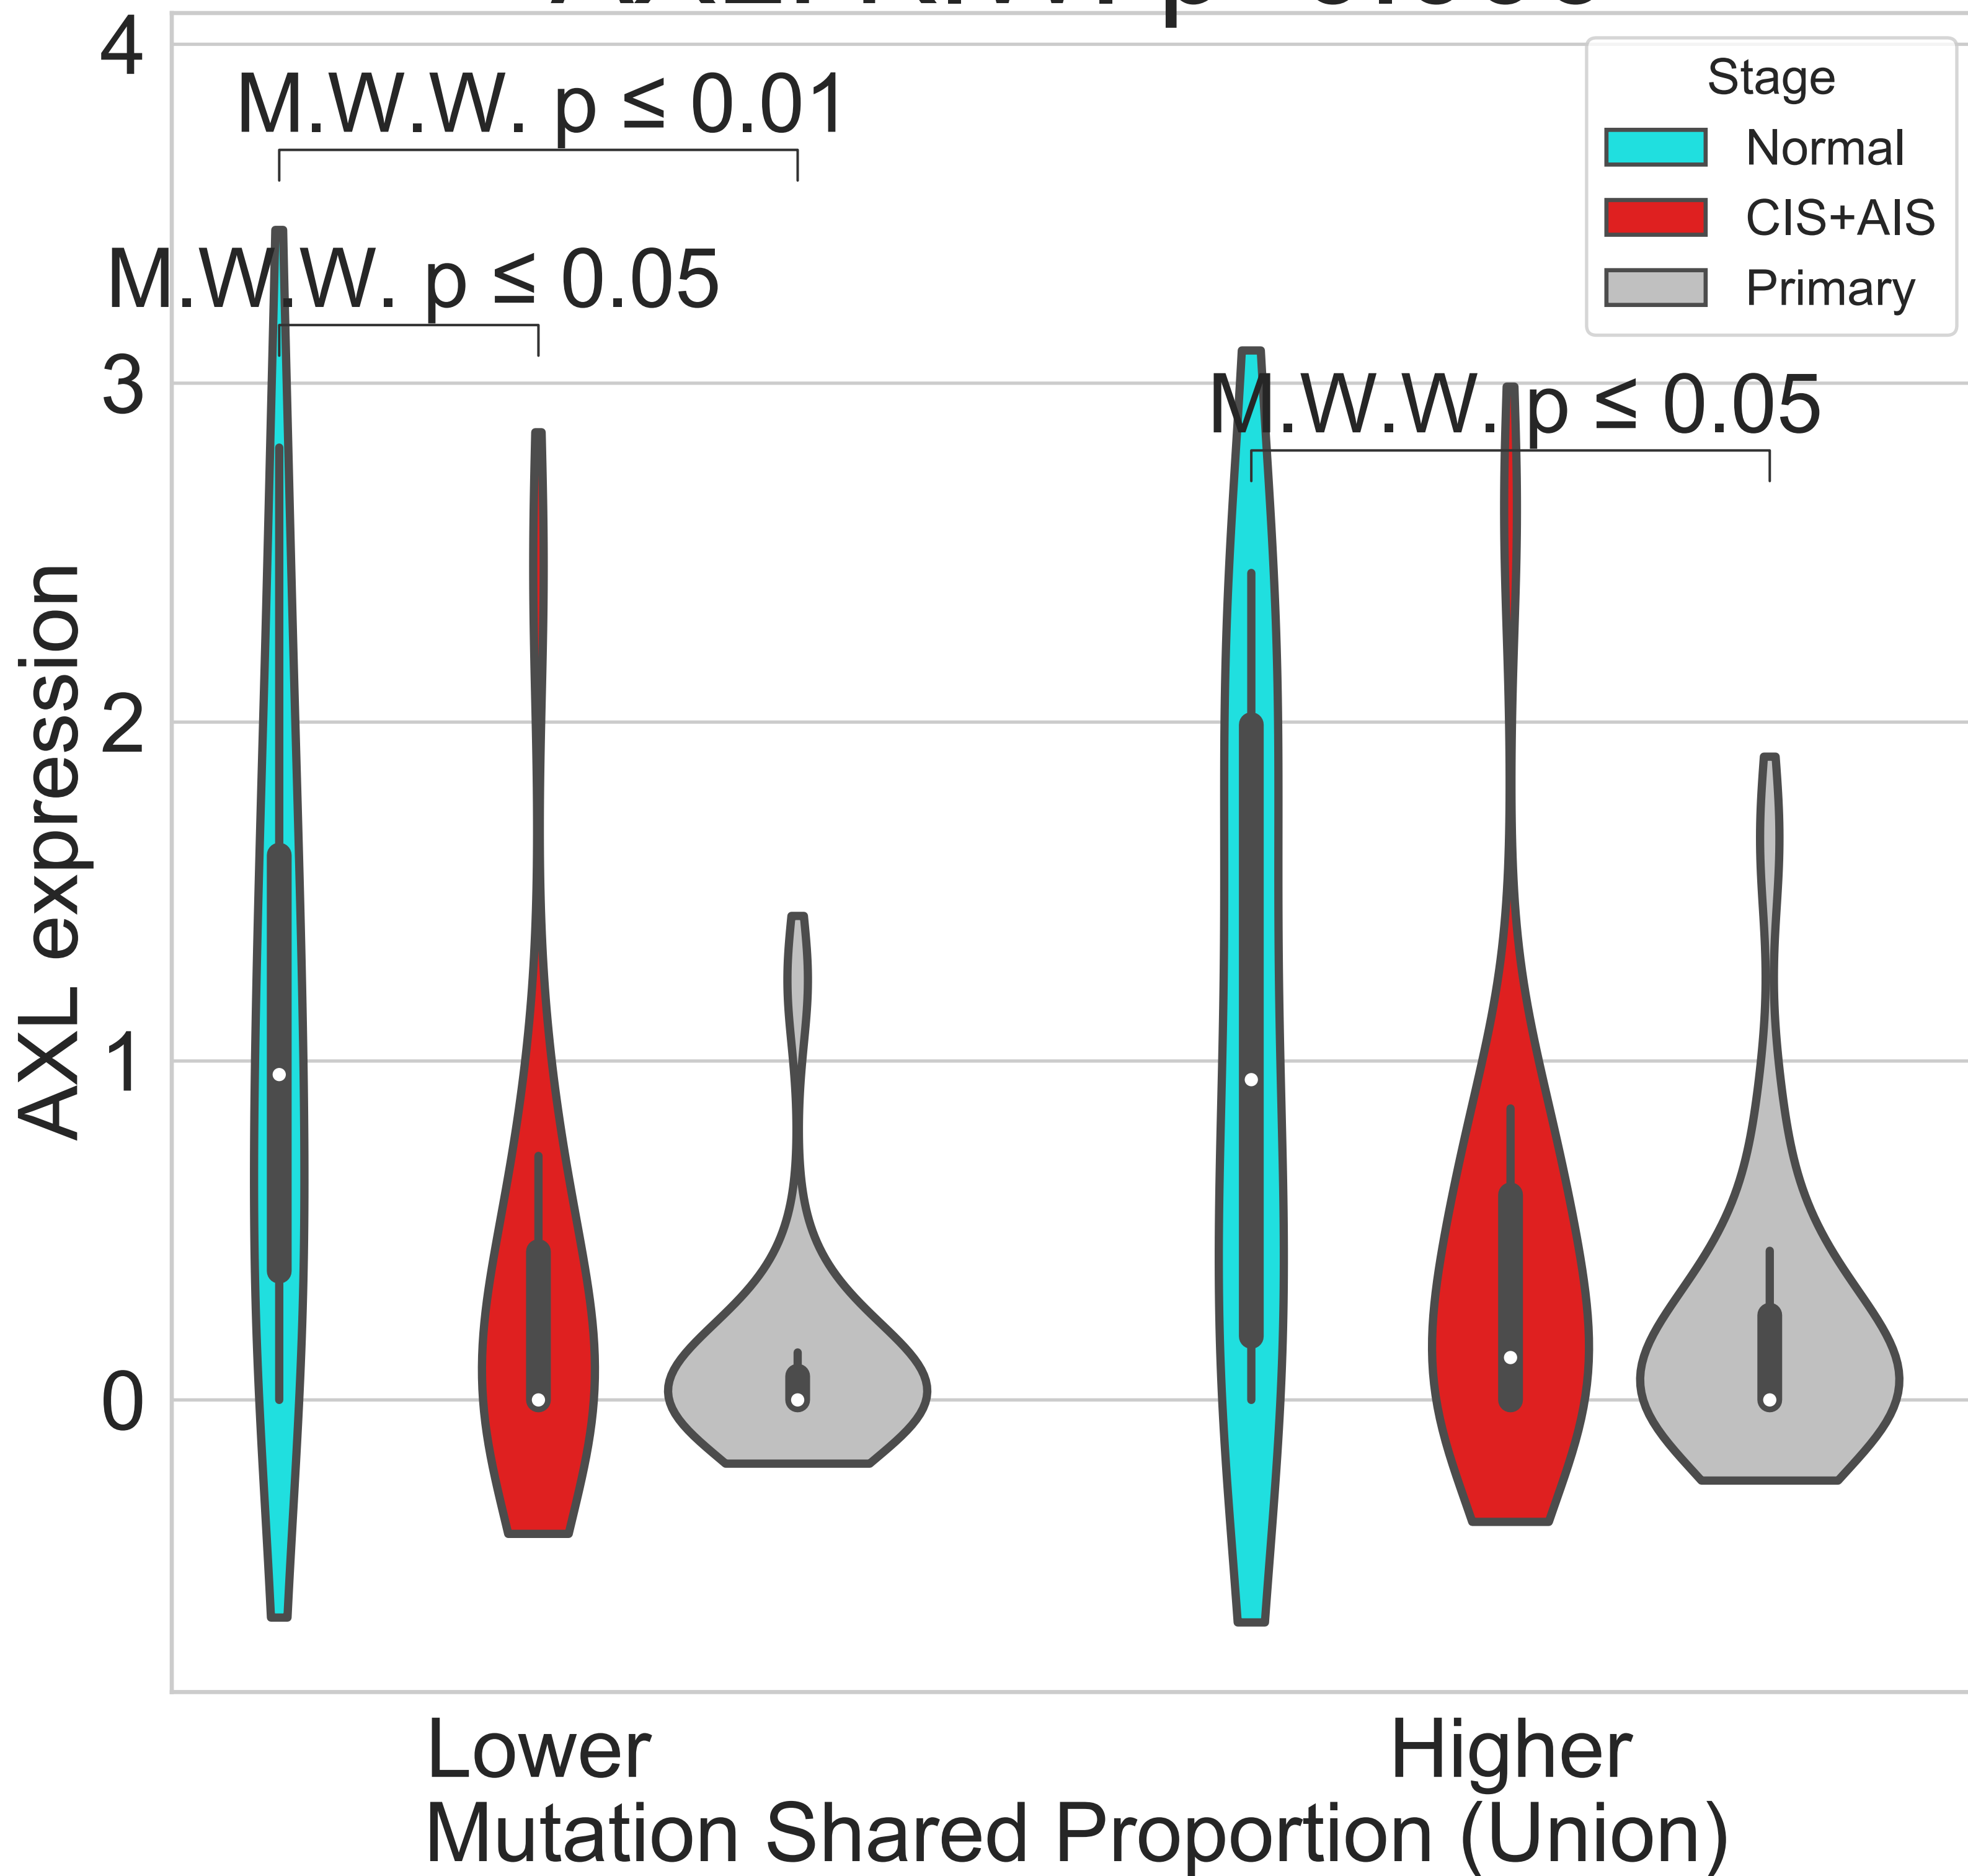 4
M.W.W. p ≤ 0.01
M.W.W. p ≤ 0.05
3
M.W.W. p ≤ 0.05
2
1
0
AXL expression
Stage
Normal
CIS+AIS
Primary
Lower
Higher
Mutation Shared Proportion (Union)